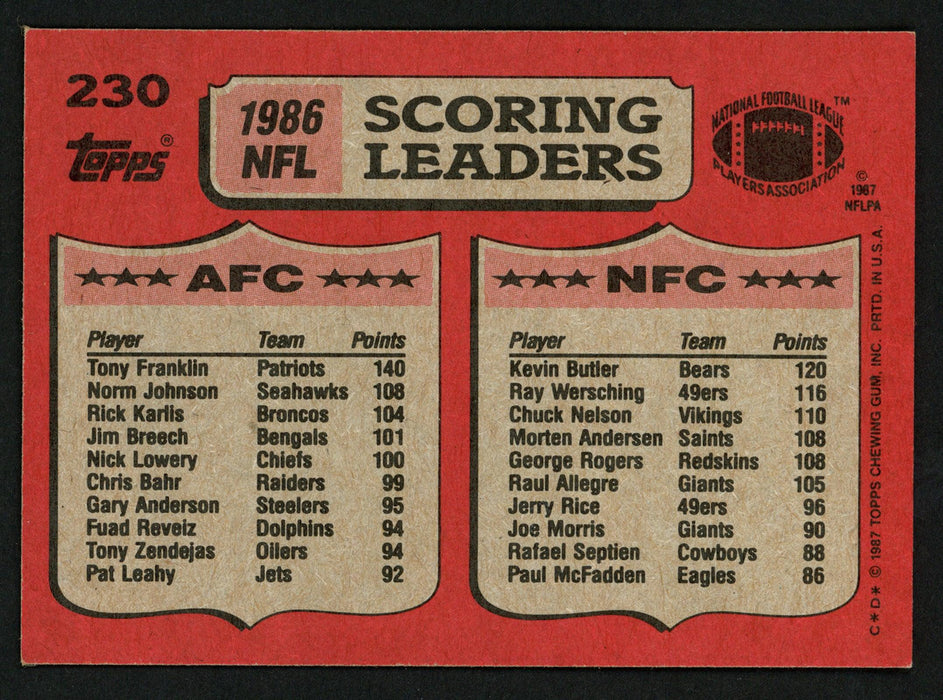 230
topps®
1986
NFL
SCORING
LEADERS
NATIONAL FOOTBALL LEAGUE ™
PLAYERS ASSOCIATION
©
1987
NFLPA
★★★ AFC ★★★
Player Team Points
Tony Franklin Patriots 140
Norm Johnson Seahawks 108
Rick Karlis Broncos 104
Jim Breech Bengals 101
Nick Lowery Chiefs 100
Chris Bahr Raiders 99
Gary Anderson Steelers 95
Fuad Reveiz Dolphins 94
Tony Zendejas Oilers 94
Pat Leahy Jets 92
★★★ NFC ★★★
Player Team Points
Kevin Butler Bears 120
Ray Wersching 49ers 116
Chuck Nelson Vikings 110
Morten Andersen Saints 108
George Rogers Redskins 108
Raul Allegre Giants 105
Jerry Rice 49ers 96
Joe Morris Giants 90
Rafael Septien Cowboys 88
Paul McFadden Eagles 86
C*D* © 1987 TOPPS CHEWING GUM, INC. PRTD. IN U.S.A.